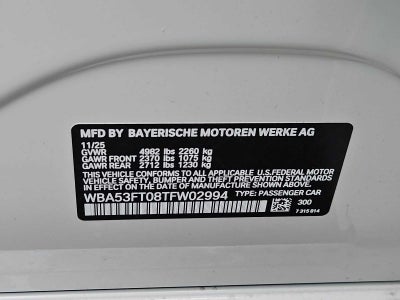 MFD BY BAYERISCHE MOTOREN WERKE AG
11/25
GVWR 4982 lbs 2260 kg
GAWR FRONT 2370 lbs 1075 kg
GAWR REAR 2712 lbs 1230 kg
THIS VEHICLE CONFORMS TO ALL APPLICABLE U.S.FEDERAL MOTOR
VEHICLE SAFETY, BUMPER, AND THEFT PREVENTION STANDARDS
IN EFFECT ON THE DATE OF MANUFACTURE SHOWN ABOVE.
WBA53FT08TFW02994 TYPE: PASSENGER CAR
300
7 315 814